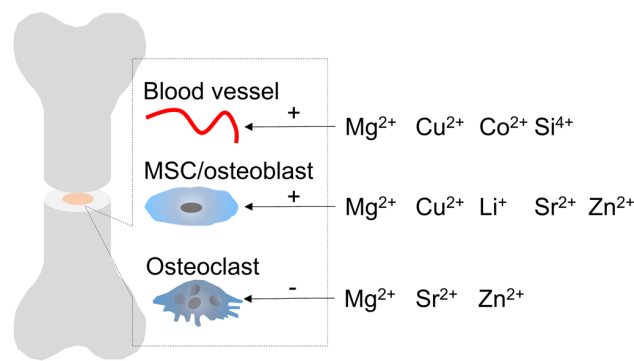 Blood vessel
+
Mg²⁺ Cu²⁺ Co²⁺ Si⁴⁺
MSC/osteoblast
+
Mg²⁺ Cu²⁺ Li⁺ Sr²⁺ Zn²⁺
Osteoclast
-
Mg²⁺ Sr²⁺ Zn²⁺